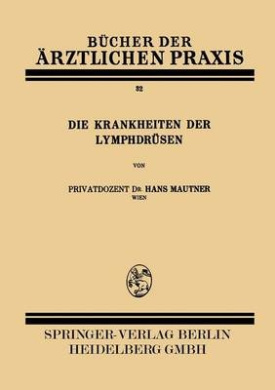 BÜCHER DER
ÄRZTLICHEN PRAXIS
32
DIE KRANKHEITEN DER
LYMPHDRÜSEN
VON
PRIVATDOZENT DR. HANS MAUTNER
WIEN
SPRINGER-VERLAG BERLIN
HEIDELBERG GMBH